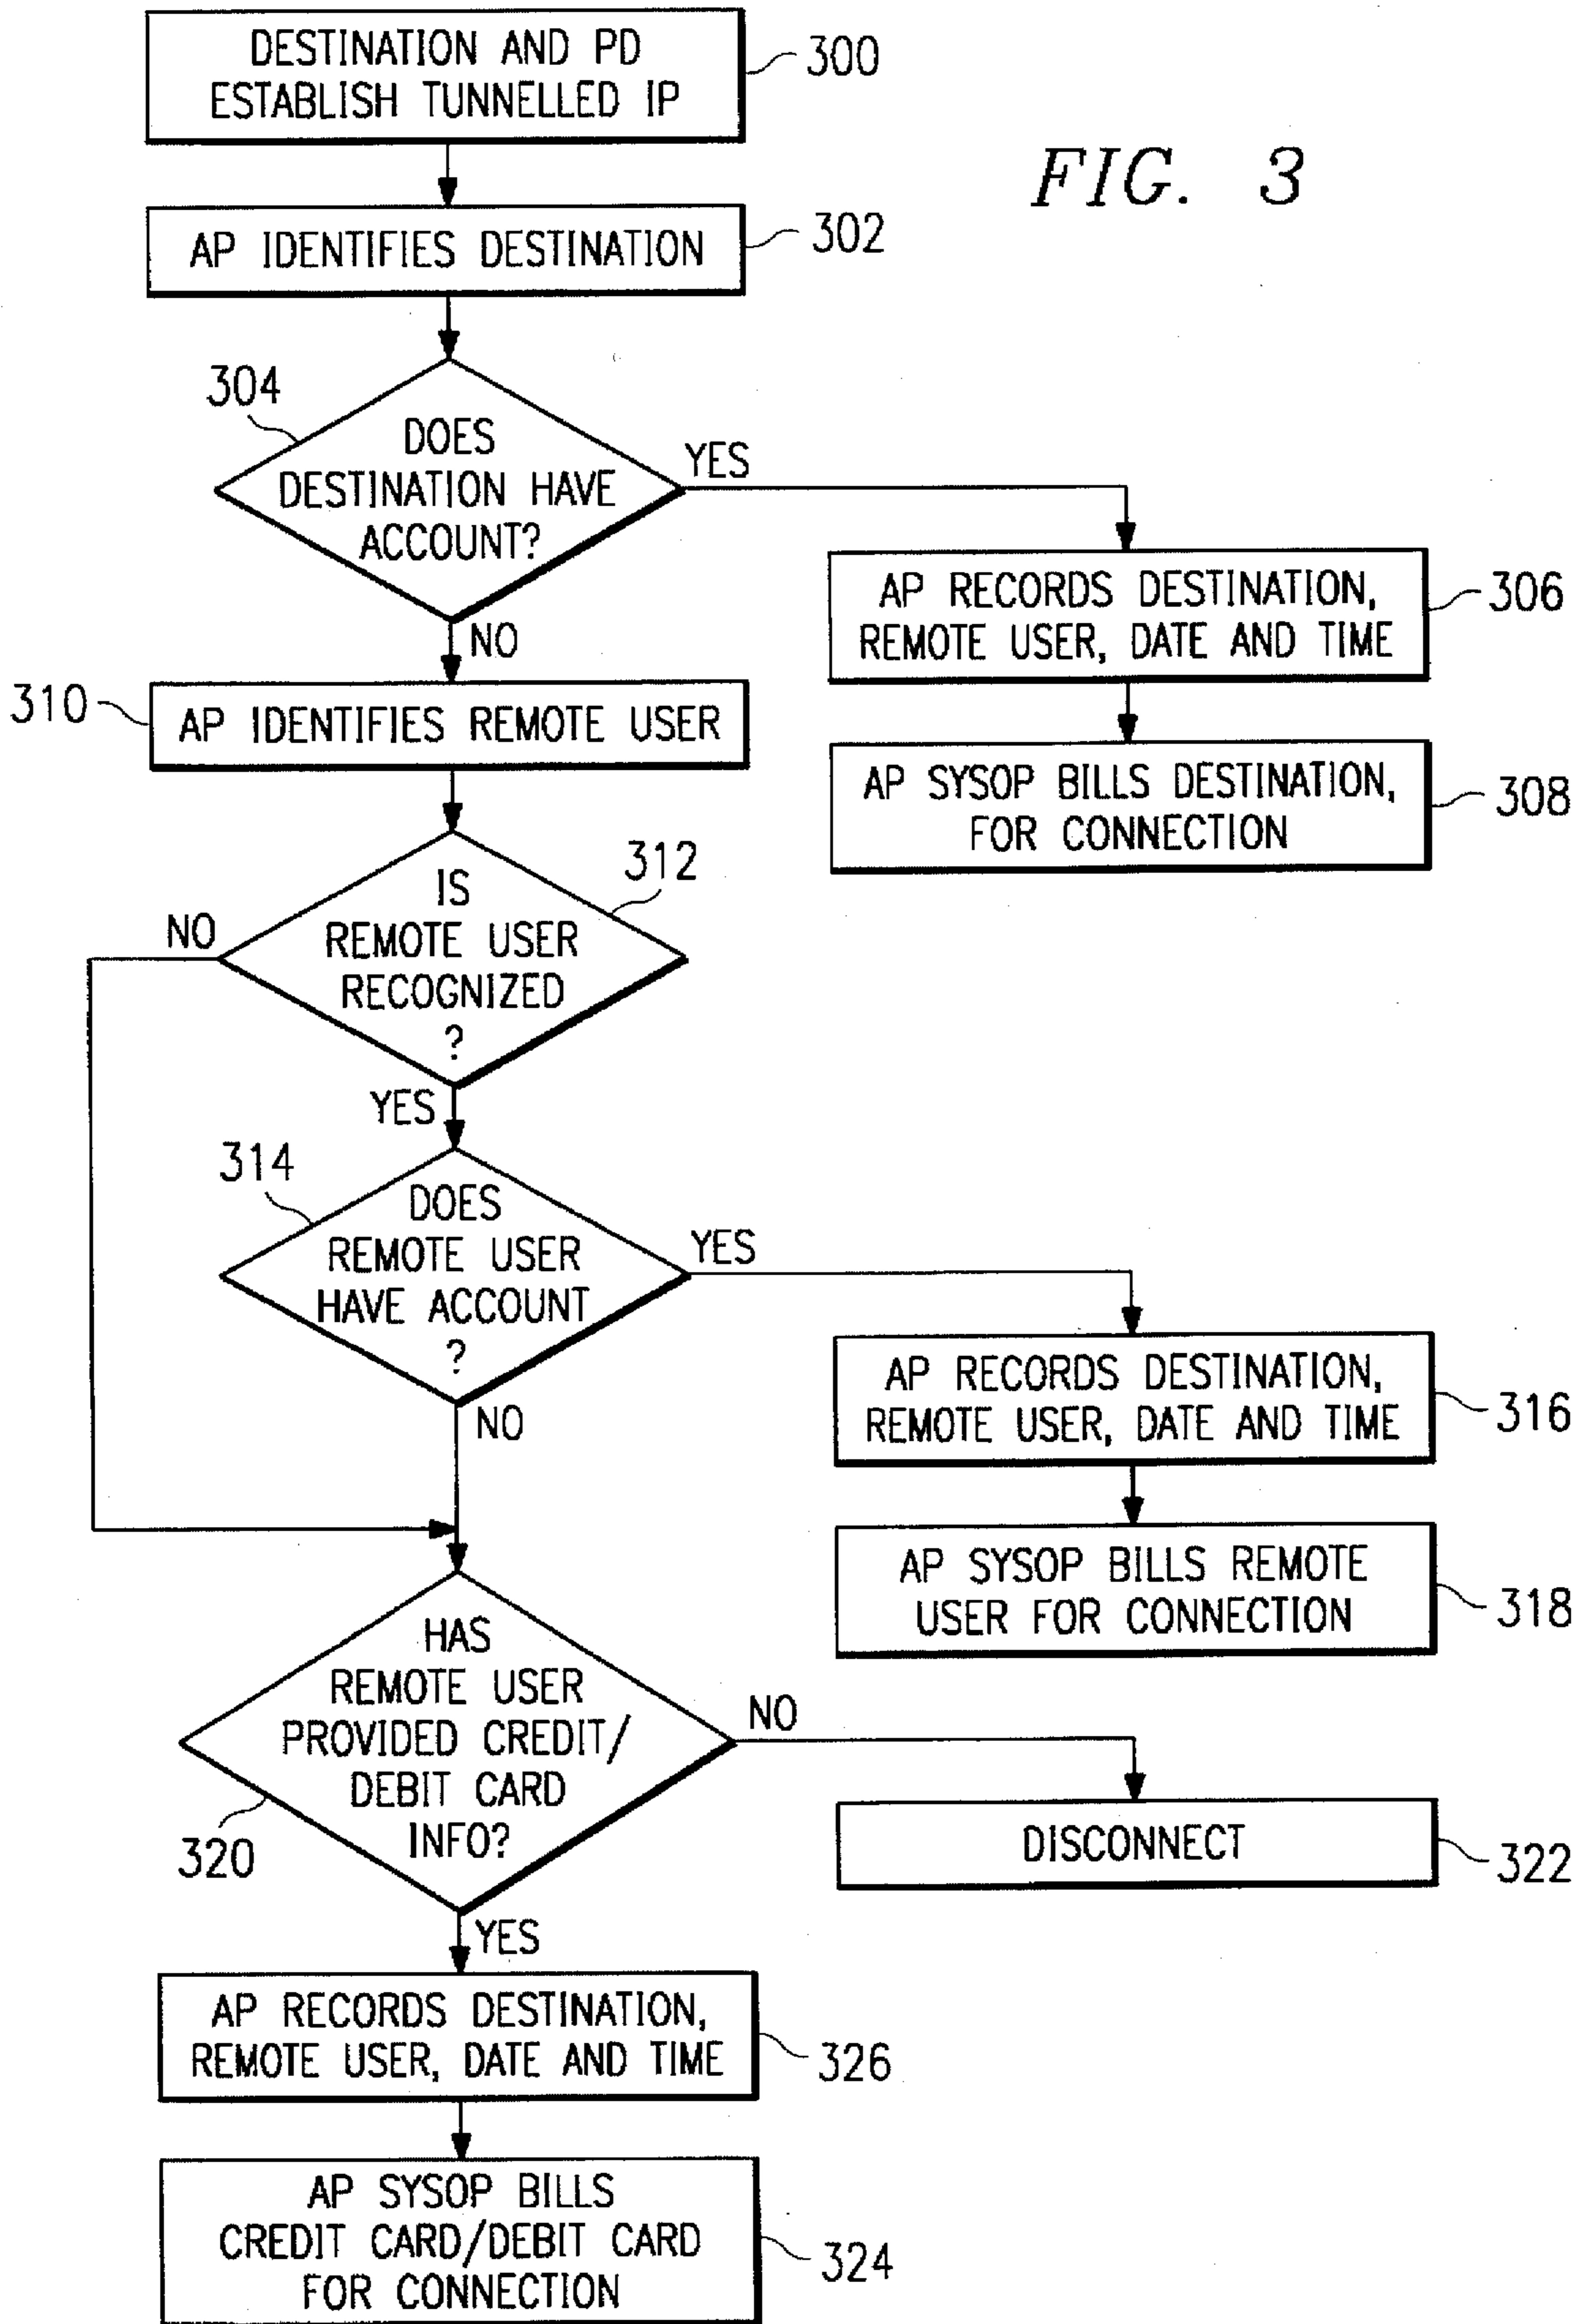 DESTINATION AND PD
ESTABLISH TUNNELLED IP
300
FIG. 3
AP IDENTIFIES DESTINATION
302
304
DOES
DESTINATION HAVE
ACCOUNT?
YES
NO
AP RECORDS DESTINATION,
REMOTE USER, DATE AND TIME
306
AP SYSOP BILLS DESTINATION,
FOR CONNECTION
308
310
AP IDENTIFIES REMOTE USER
312
IS
REMOTE USER
RECOGNIZED
?
NO
YES
314
DOES
REMOTE USER
HAVE ACCOUNT
?
YES
NO
AP RECORDS DESTINATION,
REMOTE USER, DATE AND TIME
316
AP SYSOP BILLS REMOTE
USER FOR CONNECTION
318
HAS
REMOTE USER
PROVIDED CREDIT/
DEBIT CARD
INFO?
320
NO
DISCONNECT
322
YES
AP RECORDS DESTINATION,
REMOTE USER, DATE AND TIME
326
AP SYSOP BILLS
CREDIT CARD/DEBIT CARD
FOR CONNECTION
324